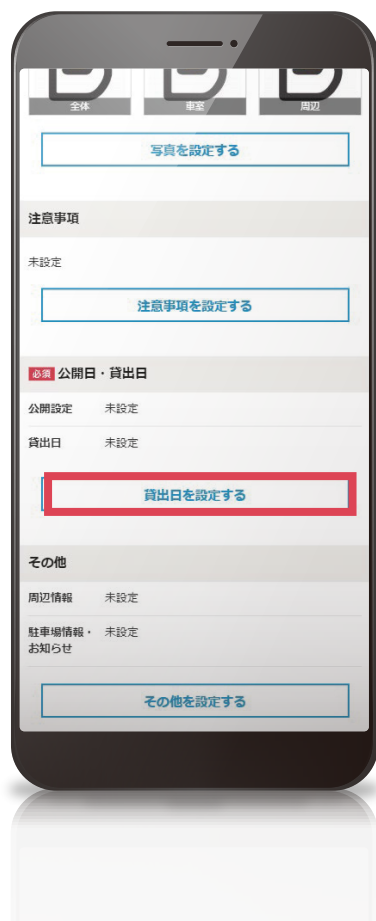 全体 車室 周辺
写真を設定する
注意事項
未設定
注意事項を設定する
必須 公開日・貸出日
公開設定 未設定
貸出日 未設定
貸出日を設定する
その他
周辺情報 未設定
駐車場情報・ 未設定
お知らせ
その他を設定する